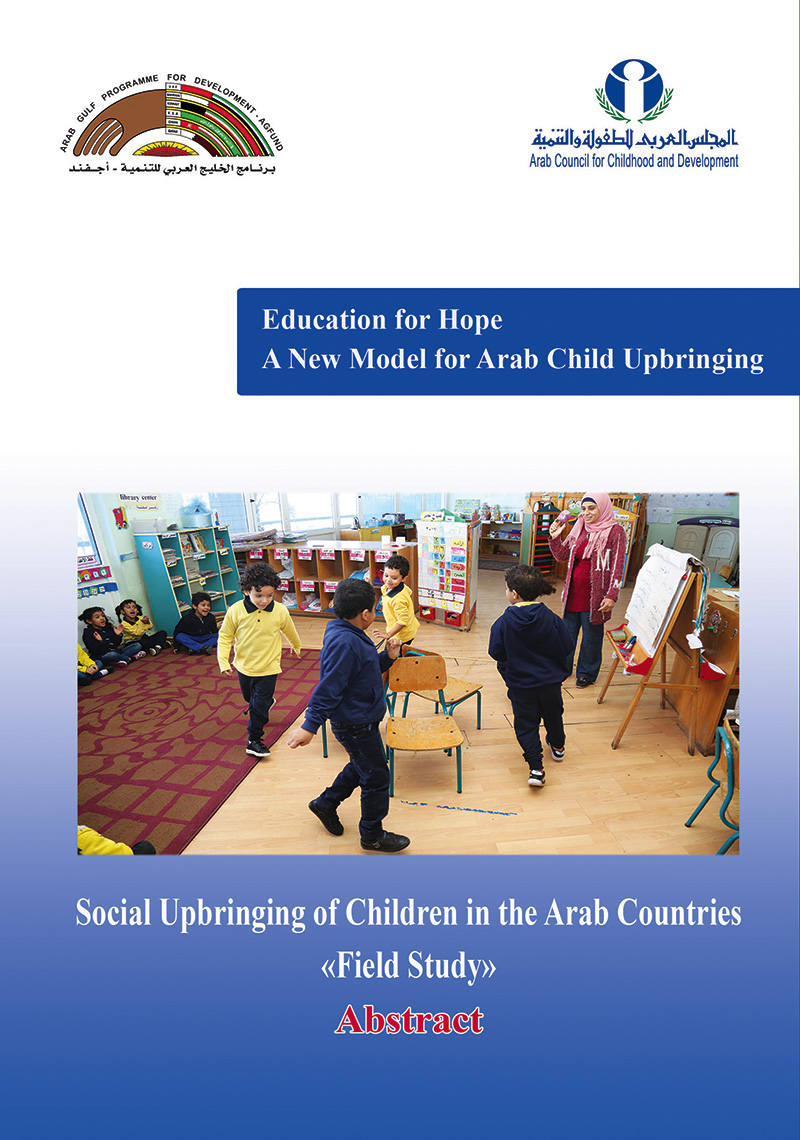 ARAB GULF PROGRAMME FOR DEVELOPMENT - AGFUND
برنامج الخليج العربي للتنمية - أجفند
المجلس العربى للطفولة والتنمية
Arab Council for Childhood and Development
Education for Hope
A New Model for Arab Child Upbringing
library center
Social Upbringing of Children in the Arab Countries
«Field Study»
Abstract